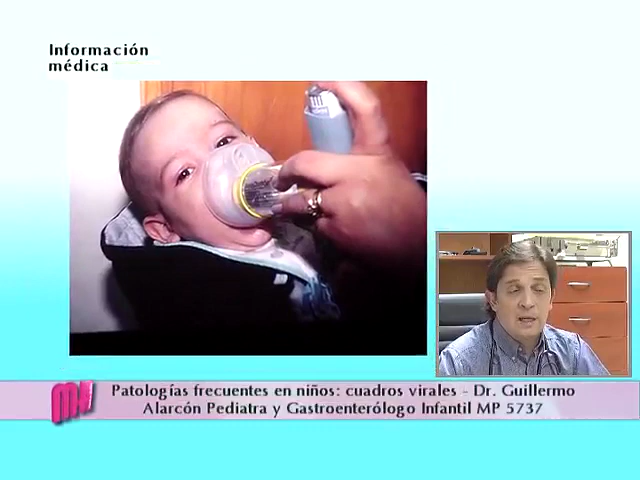 Información
médica
Patologías frecuentes en niños: cuadros virales - Dr. Guillermo
Alarcón Pediatra y Gastroenterólogo Infantil MP 5737